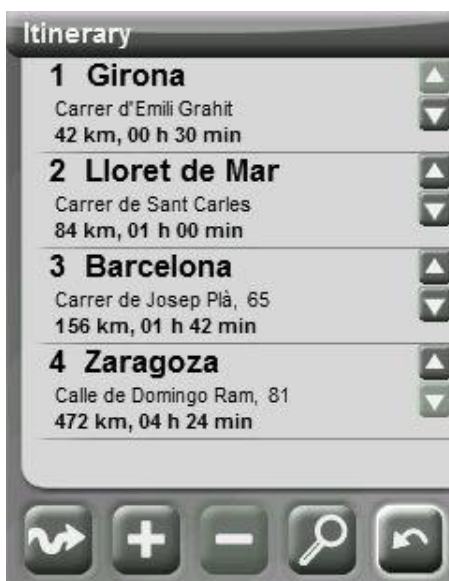 Itinerary
1 Girona
Carrer d'Emili Grahit
42 km, 00 h 30 min
2 Lloret de Mar
Carrer de Sant Carles
84 km, 01 h 00 min
3 Barcelona
Carrer de Josep Plà, 65
156 km, 01 h 42 min
4 Zaragoza
Calle de Domingo Ram, 81
472 km, 04 h 24 min